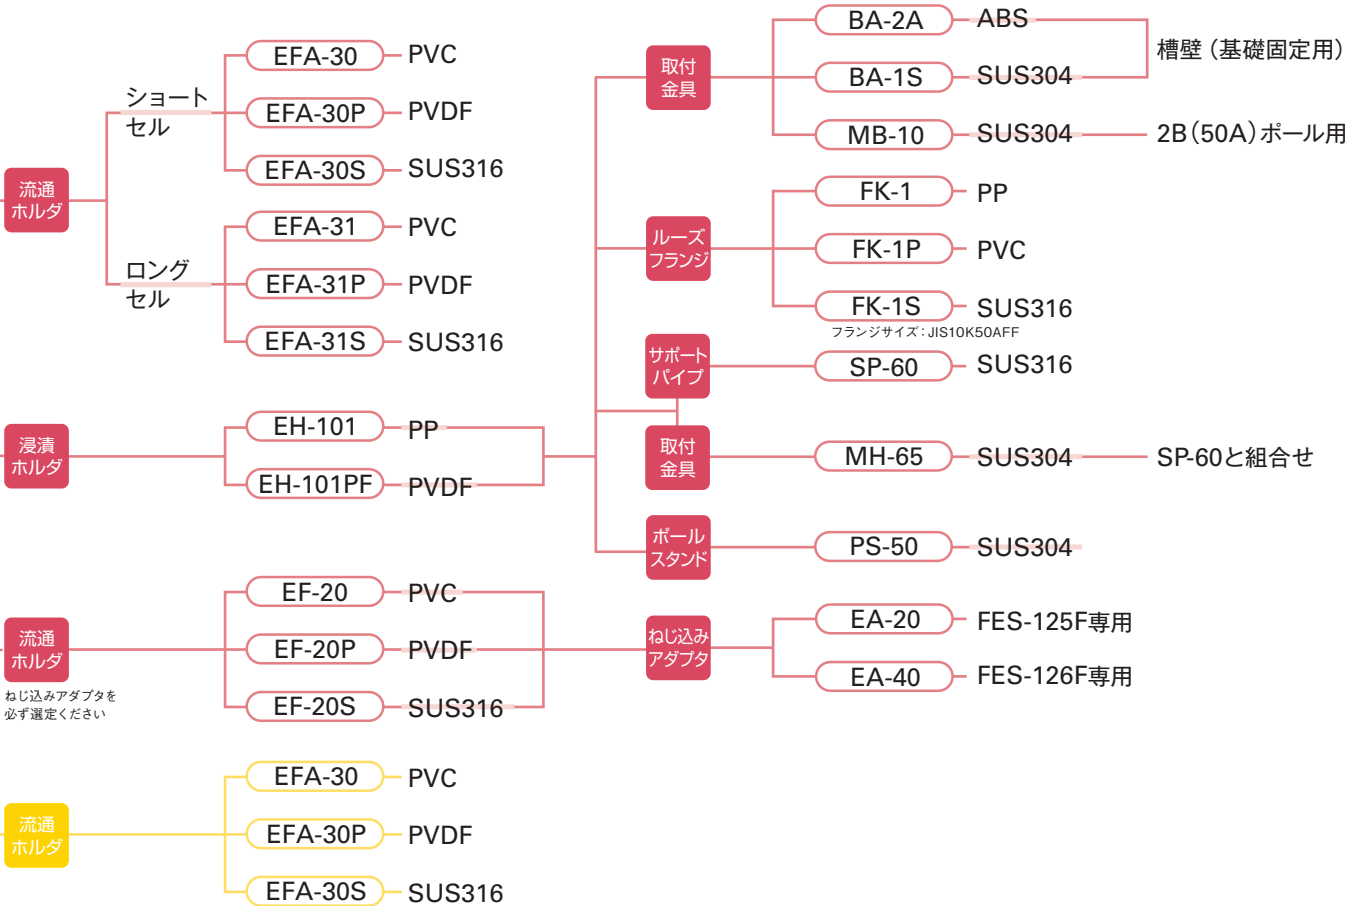 流通
ホルダ
ショート
セル
EFA-30 PVC
EFA-30P PVDF
EFA-30S SUS316
ロング
セル
EFA-31 PVC
EFA-31P PVDF
EFA-31S SUS316
浸漬
ホルダ
EH-101 PP
EH-101PF PVDF
取付
金具
BA-2A ABS
BA-1S SUS304
槽壁（基礎固定用）
MB-10 SUS304 2B（50A）ポール用
ルーズ
フランジ
FK-1 PP
FK-1P PVC
FK-1S SUS316
フランジサイズ：JIS10K50AFF
サポート
パイプ
SP-60 SUS316
取付
金具
MH-65 SUS304 SP-60と組合せ
ポール
スタンド
PS-50 SUS304
流通
ホルダ
ねじ込みアダプタを
必ず選定ください
EF-20 PVC
EF-20P PVDF
EF-20S SUS316
ねじ込み
アダプタ
EA-20 FES-125F専用
EA-40 FES-126F専用
流通
ホルダ
EFA-30 PVC
EFA-30P PVDF
EFA-30S SUS316